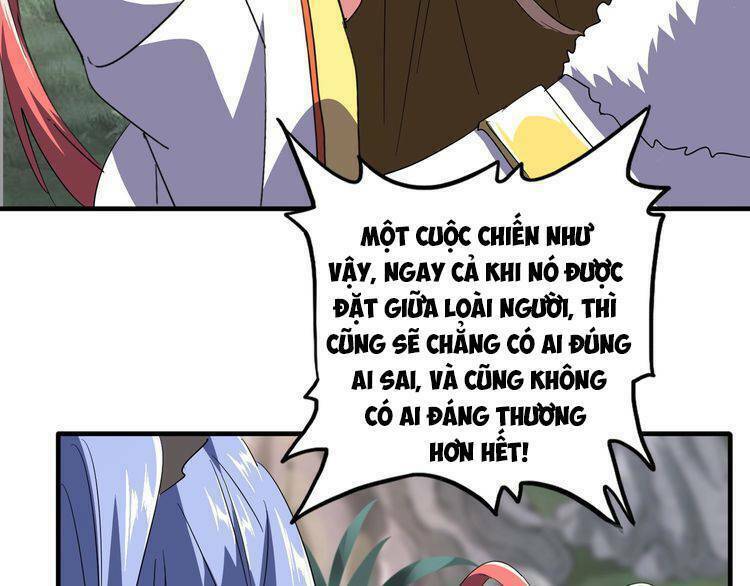 MỘT CUỘC CHIẾN NHƯ
VẬY, NGAY CẢ KHI NÓ ĐƯỢC
ĐẶT GIỮA LOÀI NGƯỜI, THÌ
CŨNG SẼ CHẲNG CÓ AI ĐÚNG
AI SAI, VÀ CŨNG KHÔNG
CÓ AI ĐÁNG THƯƠNG
HƠN HẾT!